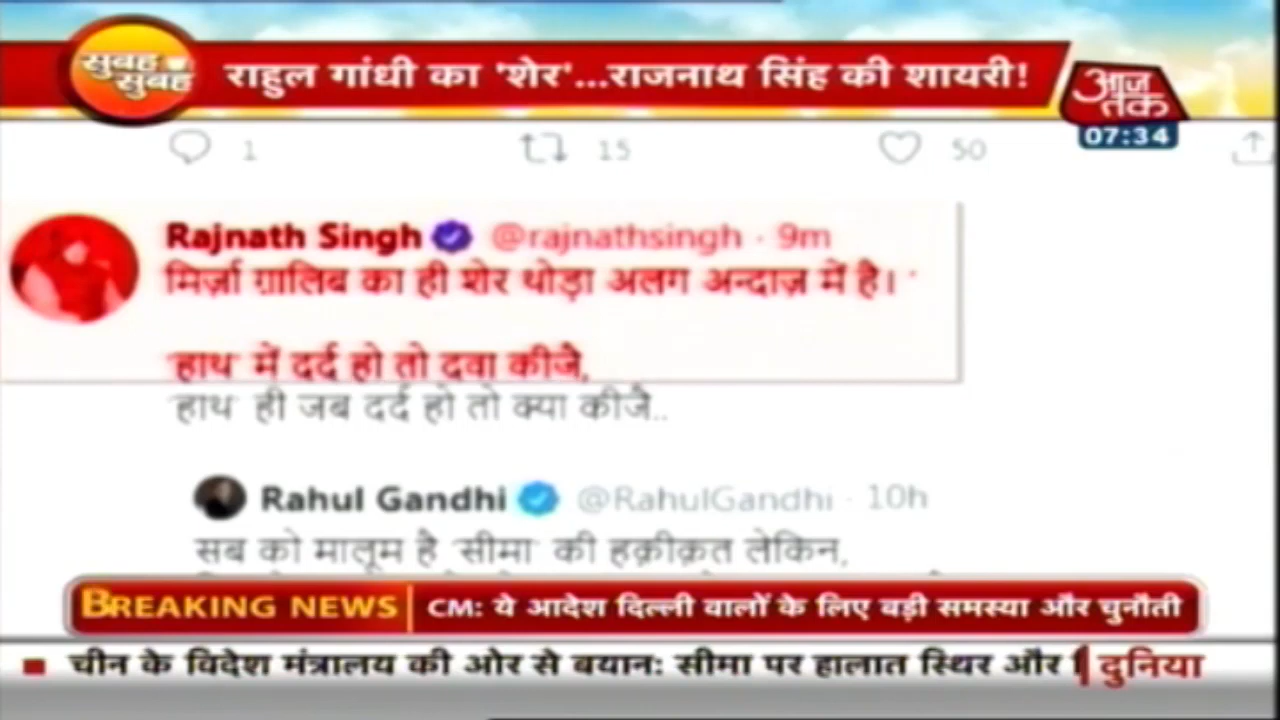 सुबह सुबह
राहुल गांधी का 'शेर'...राजनाथ सिंह की शायरी!
आज तक
07:34
1 15 50
Rajnath Singh @rajnathsingh · 9m
मिर्ज़ा ग़ालिब का ही शेर थोड़ा अलग अन्दाज़ में है।
'हाथ' में दर्द हो तो दवा कीजै,
'हाथ' ही जब दर्द हो तो क्या कीजै..
Rahul Gandhi @RahulGandhi · 10h
सब को मालूम है 'सीमा' की हक़ीक़त लेकिन,
BREAKING NEWS CM: ये आदेश दिल्ली वालों के लिए बड़ी समस्या और चुनौती
चीन के विदेश मंत्रालय की ओर से बयान: सीमा पर हालात स्थिर और
दुनिया